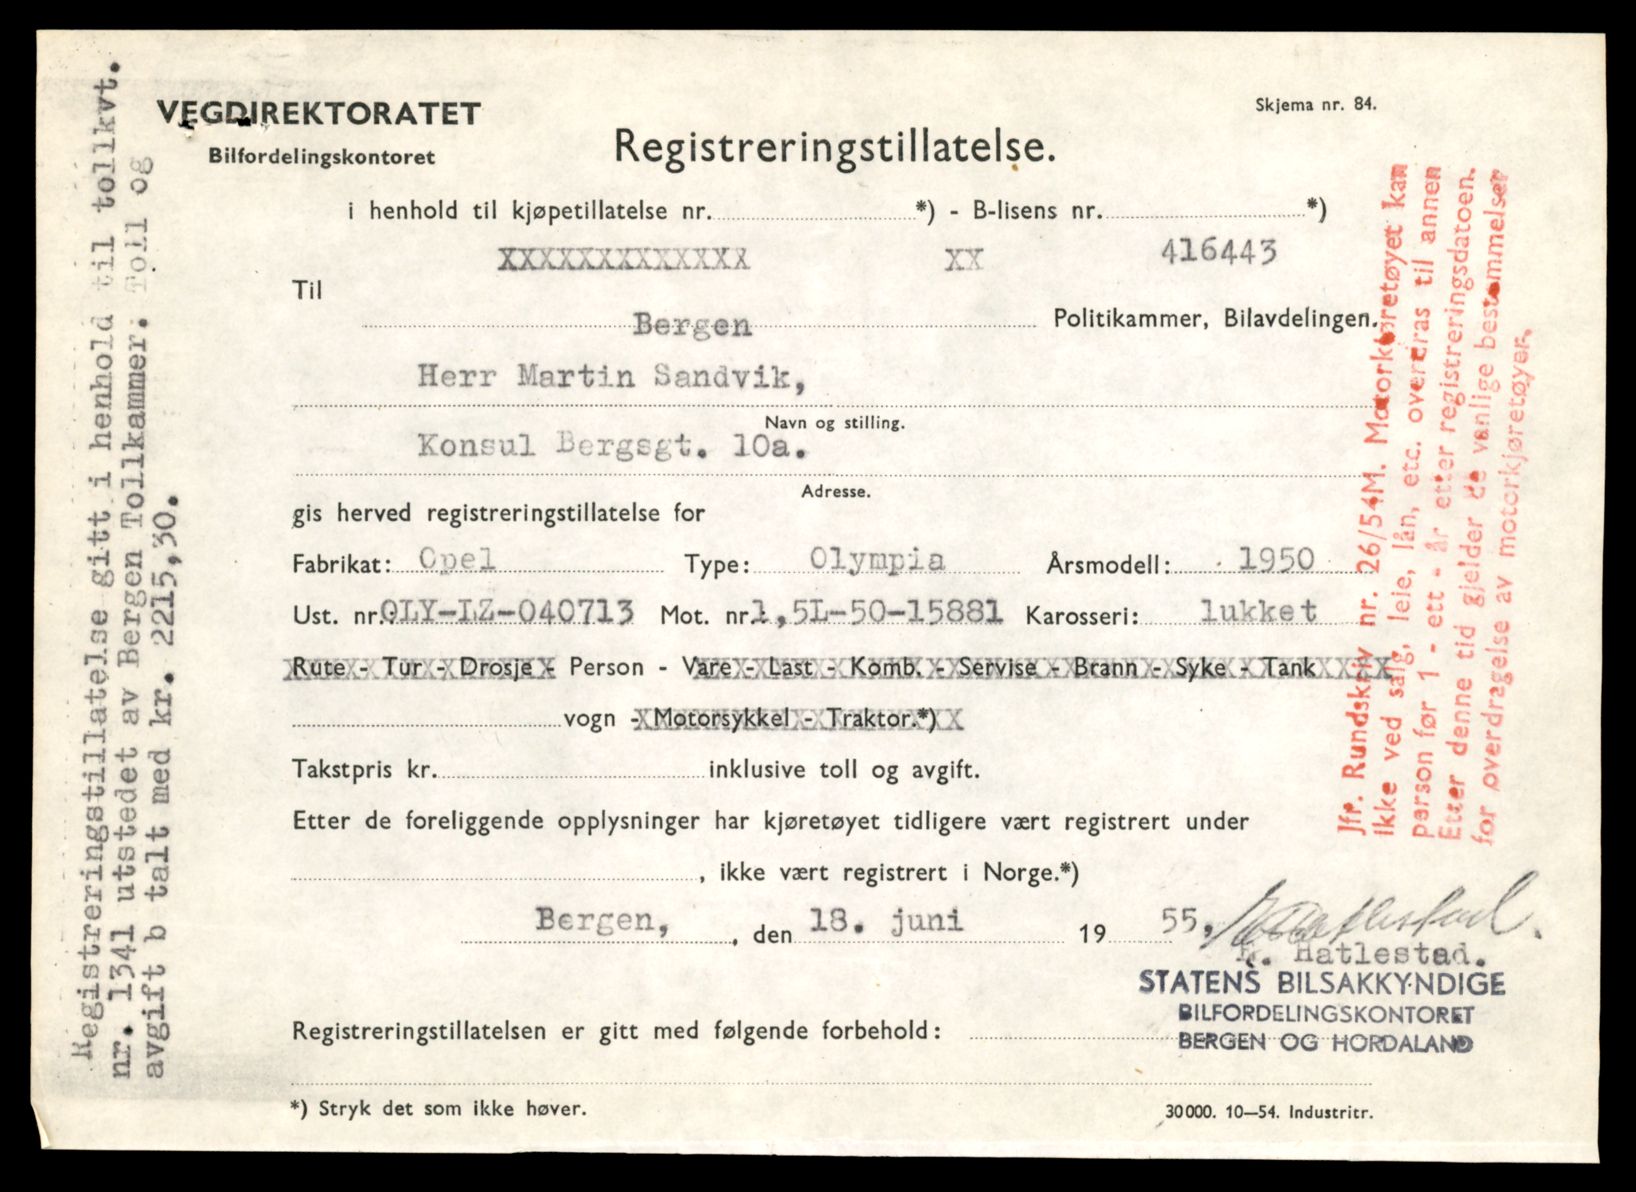 VEGDIREKTORATET
Bilfordelingskontoret
Skjema nr. 84.
Registreringstillatelse.
i henhold til kjøpetillatelse nr. *) - B-lisens nr. *)
XXXXXXXXXXXXX XX 416443
Til
Bergen Politikammer, Bilavdelingen.
Herr Martin Sandvik,
Navn og stilling.
Konsul Bergsgt. 10a.
Adresse.
gis herved registreringstillatelse for
Fabrikat: Opel Type: Olympia Årsmodell: 1950
Ust. nr. OLY-LZ-040713 Mot. nr. 1,5L-50-15881 Karosseri: lukket
Rute - Tur - Drosje - Person - Vare - Last - Komb. - Servise - Brann - Syke - Tank
vogn - Motorsykkel - Traktor.*)
Takstpris kr. inklusive toll og avgift.
Etter de foreliggende opplysninger har kjøretøyet tidligere vært registrert under
, ikke vært registrert i Norge.*)
Bergen, , den 18. juni 19 55.
K. Hatlestad.
STATENS BILSAKKYNDIGE
BILFORDELINGSKONTORET
BERGEN OG HORDALAND
Registreringstillatelsen er gitt med følgende forbehold:
*) Stryk det som ikke høver.
30000. 10—54. Industritr.
Registreringstillatelse gitt i henhold til tollkvt.
nr. 1341 utstedet av Bergen Tollkammer. Toll og
avgift b talt med kr. 2215,30.
Jfr. Rundskriv nr. 26/54M. Motorkjøretøyet kan
ikke ved salg, leie, lån, etc. overdras til annen
person før 1 - ett - år etter registreringsdatoen.
Etter denne tid gjelder de vanlige bestemmelser
for overdragelse av motorkjøretøyer.